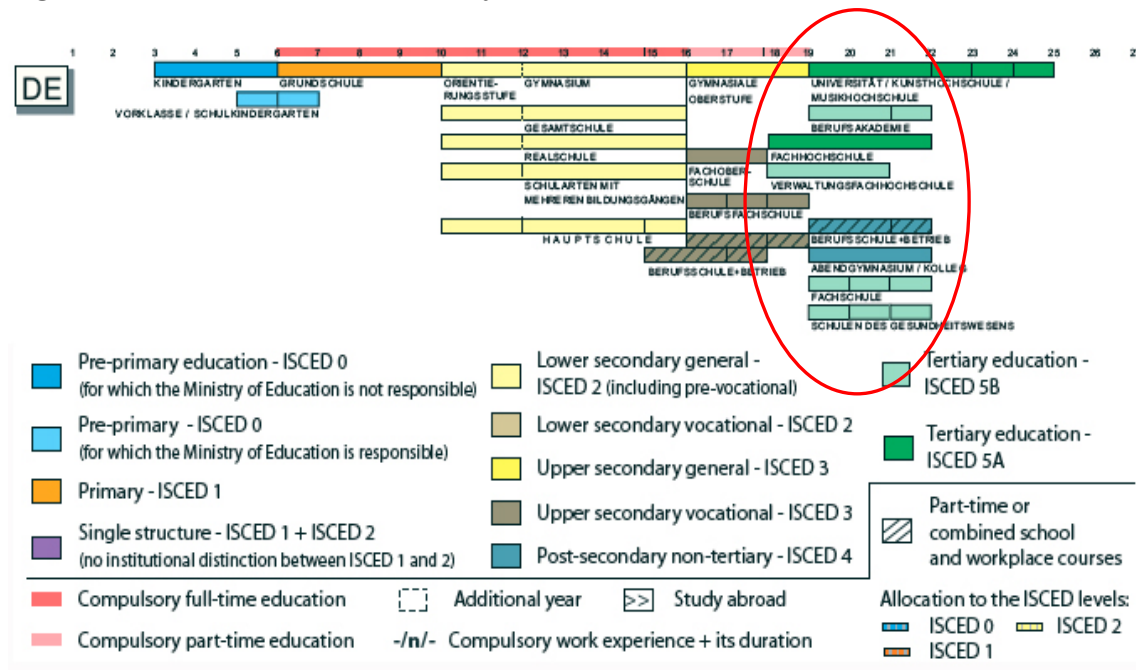 1 2 3 4 5 6 7 8 9 10 11 12 13 14 15 16 17 18 19 20 21 22 23 24 25 26
DE
KINDERGARTEN GRUNDSCHULE ORIENTIE-RUNGSSTUFE GYMNASIUM GYMNASIALE OBERSTUFE UNIVERSITÄT / KUNSTHOCHSCHULE / MUSIKHOCHSCHULE
VORKLASSE / SCHULKINDERGARTEN
GESAMTSCHULE BERUFSAKADEMIE
REALSCHULE FACHOBER-SCHULE FACHHOCHSCHULE
SCHULARTEN MIT MEHREREN BILDUNGSGÄNGEN VERWALTUNGSFACHHOCHSCHULE
BERUFSFACHSCHULE
HAUPTSCHULE BERUFSSCHULE+BETRIEB
BERUFSSCHULE+BETRIEB ABENDGYMNASIUM / KOLLEG
FACHSCHULE
SCHULEN DES GESUNDHEITSWESENS
Pre-primary education - ISCED 0
(for which the Ministry of Education is not responsible)
Pre-primary - ISCED 0
(for which the Ministry of Education is responsible)
Primary - ISCED 1
Single structure - ISCED 1 + ISCED 2
(no institutional distinction between ISCED 1 and 2)
Lower secondary general -
ISCED 2 (including pre-vocational)
Lower secondary vocational - ISCED 2
Upper secondary general - ISCED 3
Upper secondary vocational - ISCED 3
Post-secondary non-tertiary - ISCED 4
Tertiary education -
ISCED 5B
Tertiary education -
ISCED 5A
Part-time or
combined school
and workplace courses
Compulsory full-time education
Additional year
>> Study abroad
Compulsory part-time education
-/n/- Compulsory work experience + its duration
Allocation to the ISCED levels:
ISCED 0 ISCED 2
ISCED 1